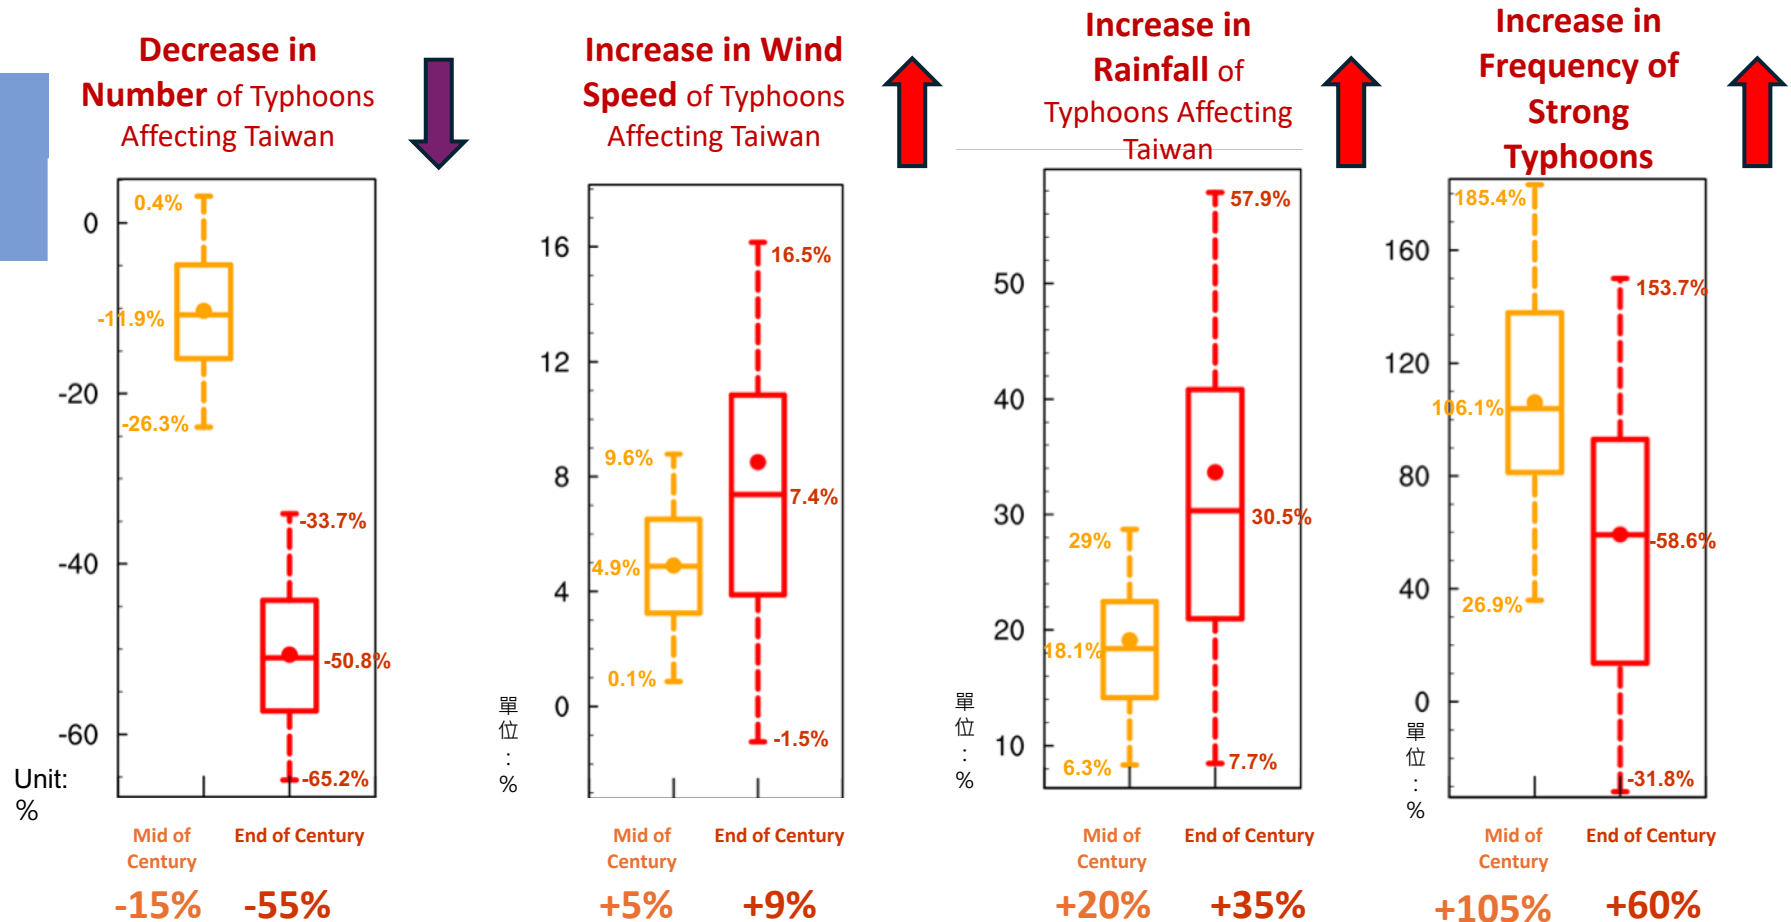 Decrease in
Number of Typhoons
Affecting Taiwan
0
-20
-40
-60
0.4%
-11.9%
-26.3%
-33.7%
-50.8%
-65.2%
Unit:
%
Mid of
Century
End of Century
-15%
-55%
Increase in Wind
Speed of Typhoons
Affecting Taiwan
16
12
8
4
0
單位：%
9.6%
4.9%
0.1%
16.5%
7.4%
-1.5%
Mid of
Century
End of Century
+5%
+9%
Increase in
Rainfall of
Typhoons Affecting
Taiwan
50
40
30
20
10
單位：%
29%
18.1%
6.3%
57.9%
30.5%
7.7%
Mid of
Century
End of Century
+20%
+35%
Increase in
Frequency of
Strong
Typhoons
160
120
80
40
0
單位：%
185.4%
106.1%
26.9%
153.7%
-58.6%
-31.8%
Mid of
Century
End of Century
+105%
+60%